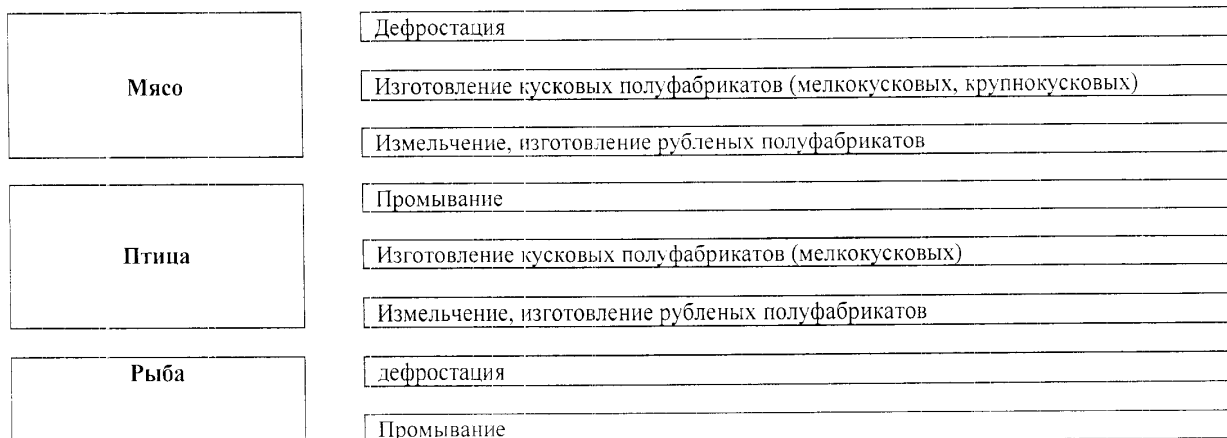 Дефростация
Мясо
Изготовление кусковых полуфабрикатов (мелкокусковых, крупнокусковых)
Измельчение, изготовление рубленых полуфабрикатов
Промывание
Птица
Изготовление кусковых полуфабрикатов (мелкокусковых)
Измельчение, изготовление рубленых полуфабрикатов
Рыба
дефростация
Промывание